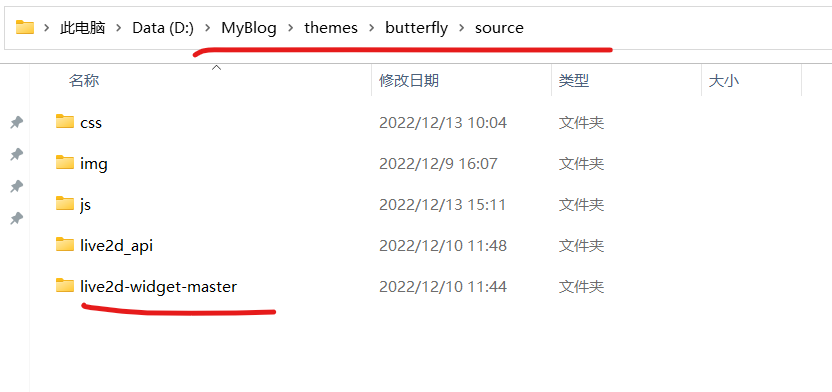 此电脑 > Data (D:) > MyBlog > themes > butterfly > source
名称 修改日期 类型 大小
css 2022/12/13 10:04 文件夹
img 2022/12/9 16:07 文件夹
js 2022/12/13 15:11 文件夹
live2d_api 2022/12/10 11:48 文件夹
live2d-widget-master 2022/12/10 11:44 文件夹